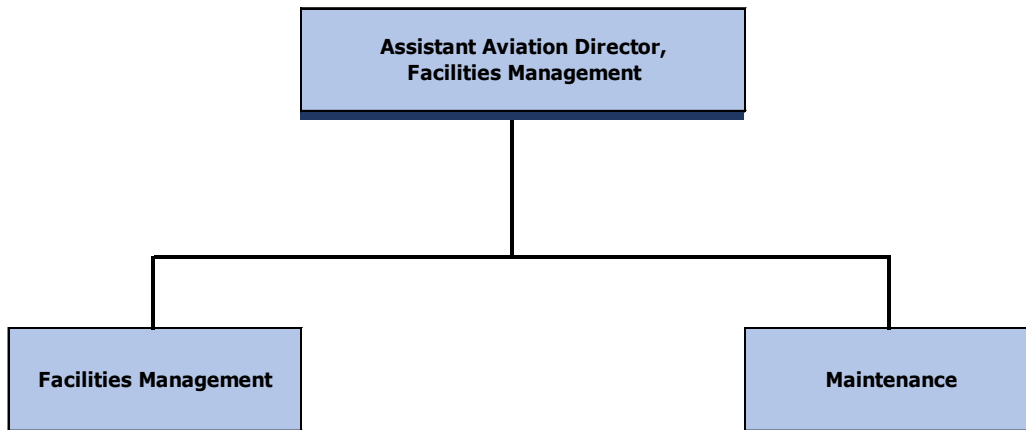 Assistant Aviation Director,
Facilities Management
Facilities Management
Maintenance